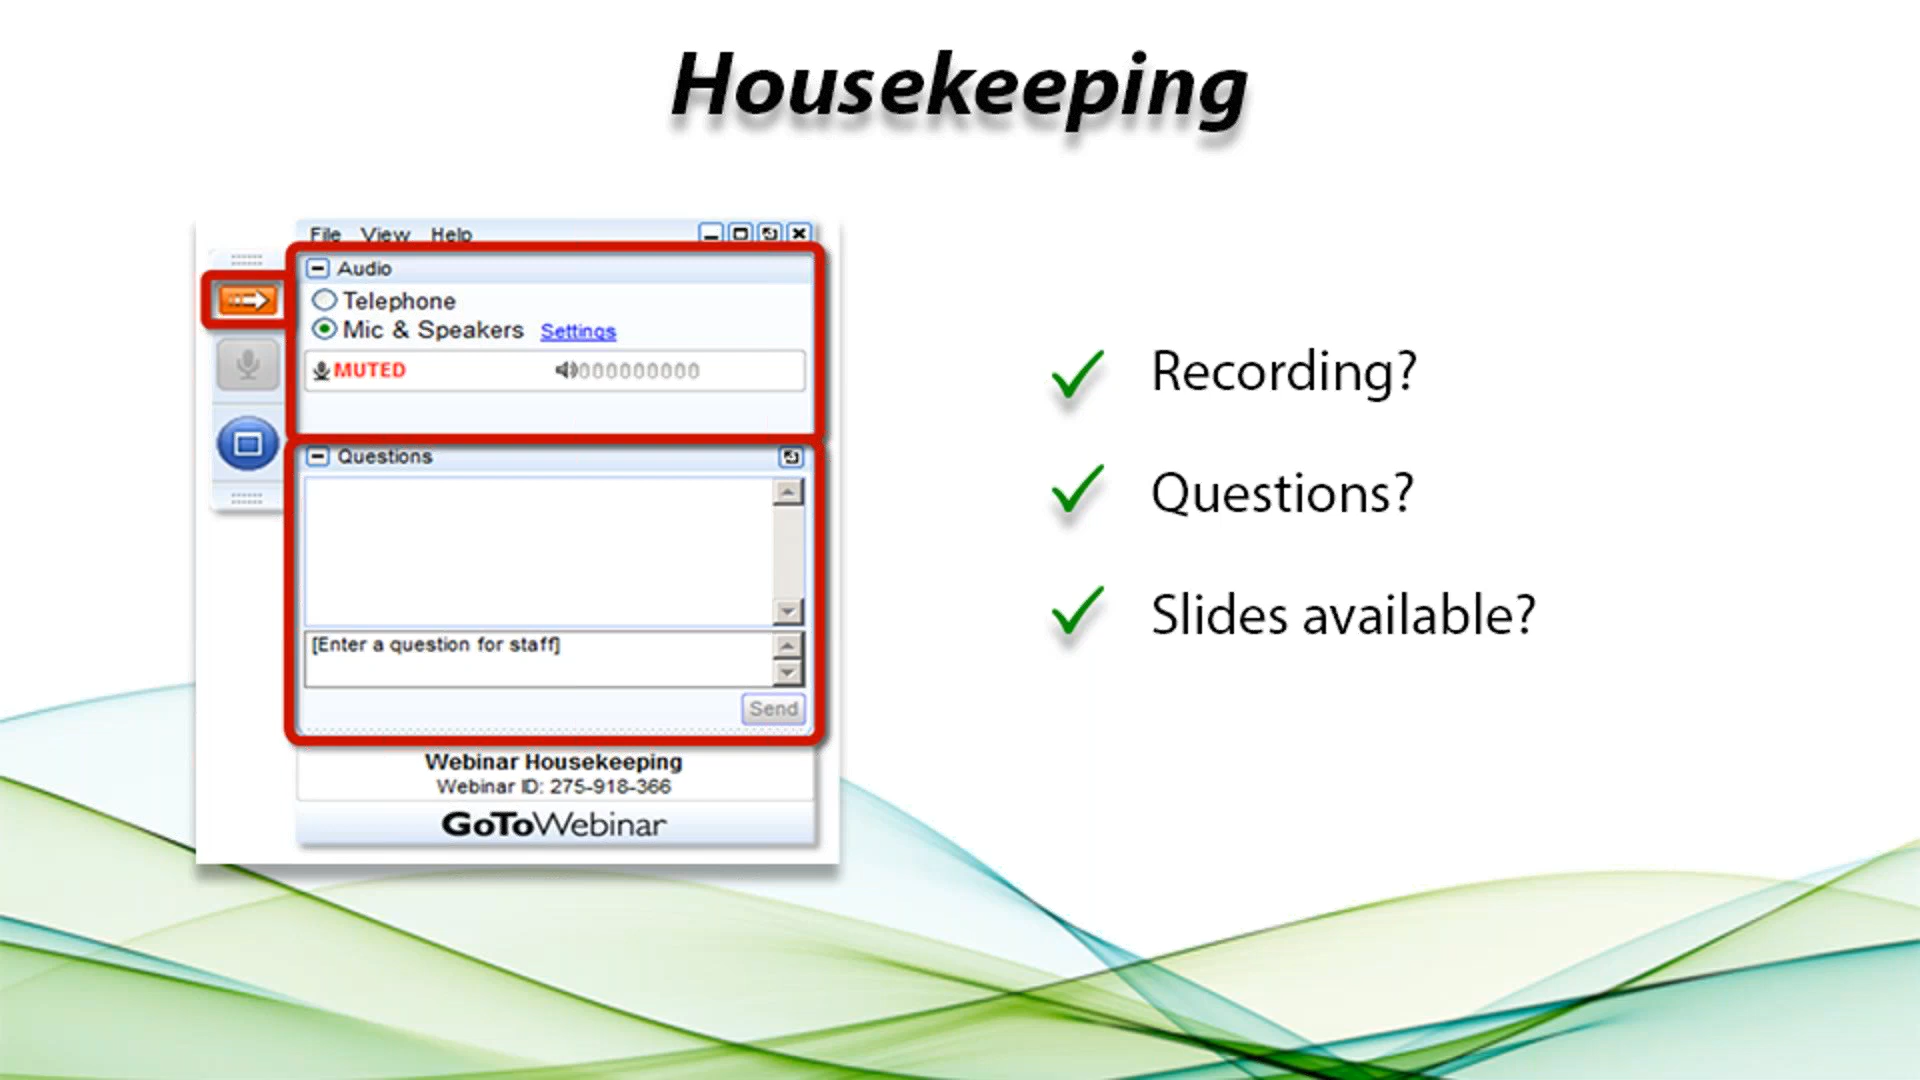 Housekeeping
File View Help
Audio
Telephone
Mic & Speakers Settings
MUTED 000000000
Questions
[Enter a question for staff]
Send
Webinar Housekeeping
Webinar ID: 275-918-366
GoToWebinar
Recording?
Questions?
Slides available?